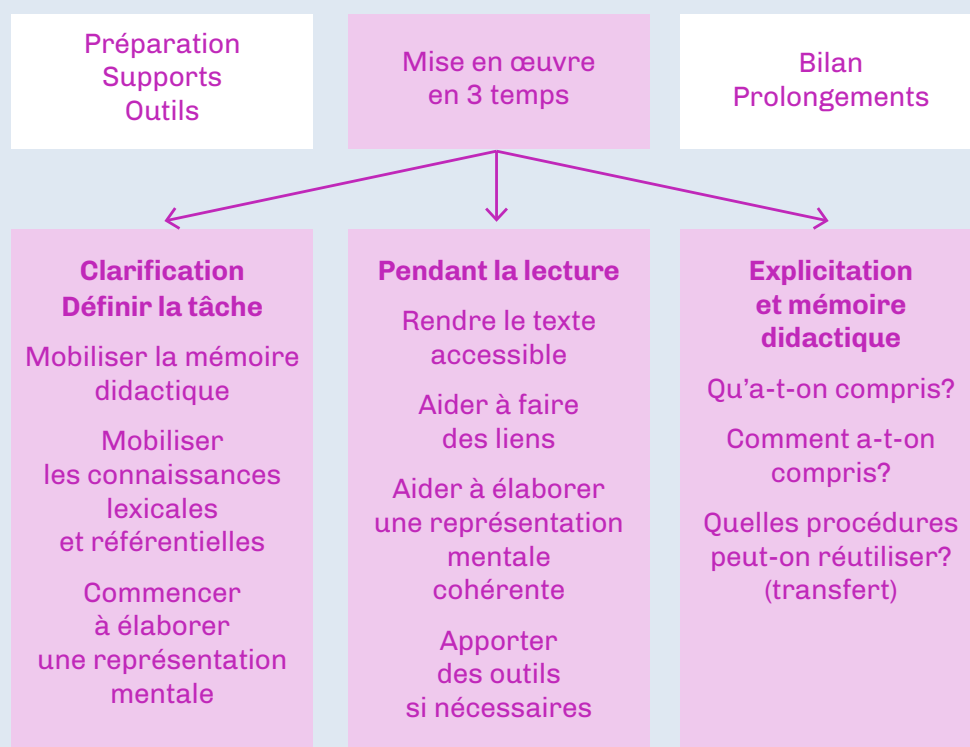 Préparation
Supports
Outils
Mise en œuvre
en 3 temps
Bilan
Prolongements
Clarification
Définir la tâche
Mobiliser la mémoire
didactique
Mobiliser
les connaissances
lexicales
et référentielles
Commencer
à élaborer
une représentation
mentale
Pendant la lecture
Rendre le texte
accessible
Aider à faire
des liens
Aider à élaborer
une représentation
mentale
cohérente
Apporter
des outils
si nécessaires
Explicitation
et mémoire
didactique
Qu’a-t-on compris?
Comment a-t-on
compris?
Quelles procédures
peut-on réutiliser?
(transfert)